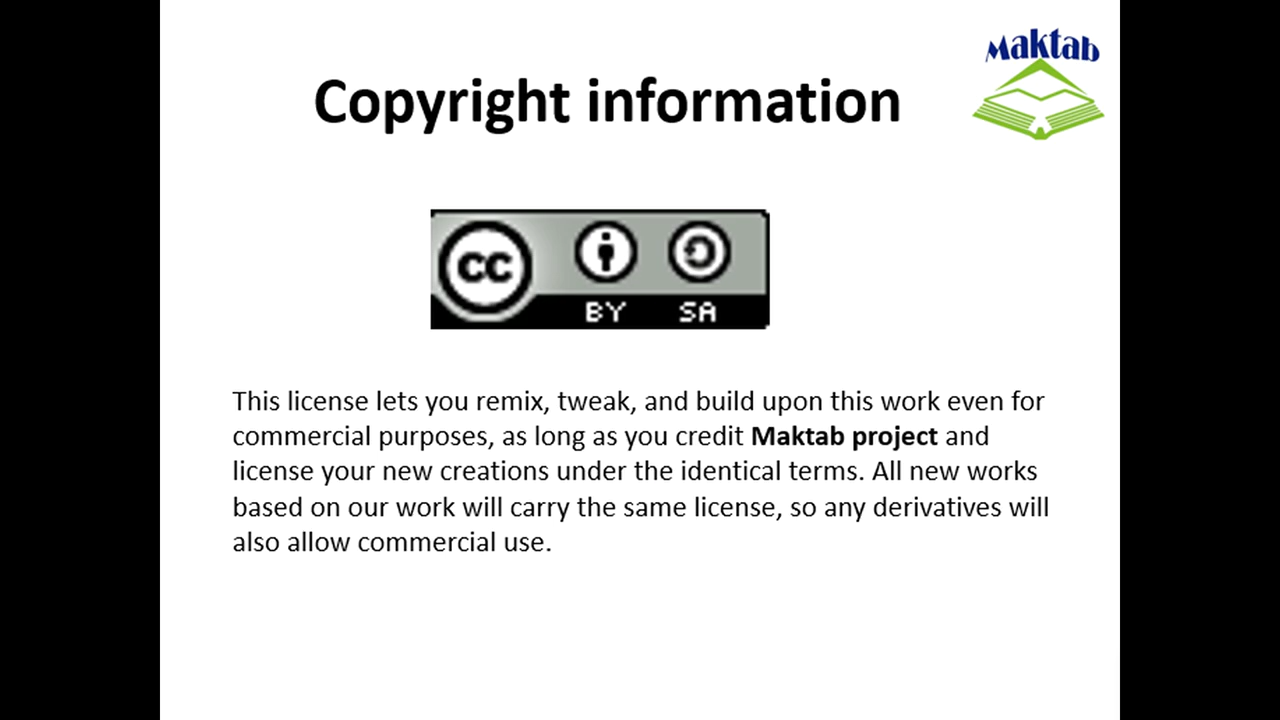 Maktab
Copyright information
CC
BY SA
This license lets you remix, tweak, and build upon this work even for
commercial purposes, as long as you credit Maktab project and
license your new creations under the identical terms. All new works
based on our work will carry the same license, so any derivatives will
also allow commercial use.